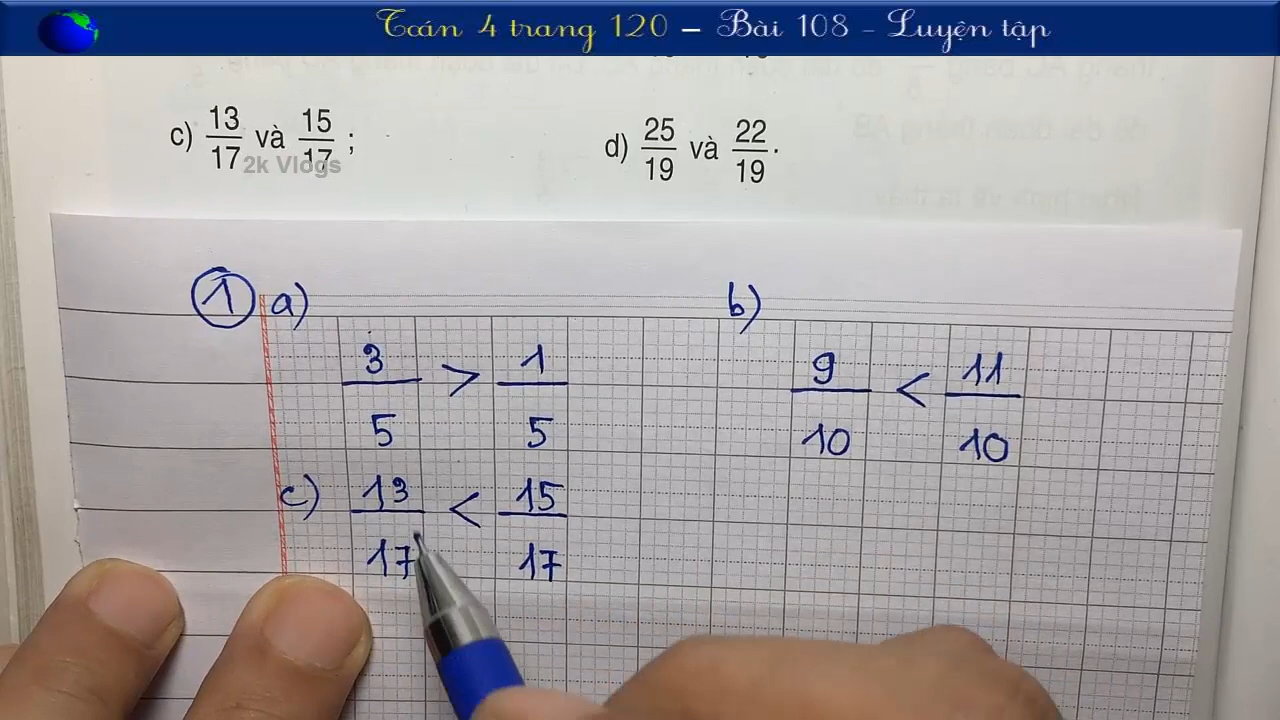 Toán 4 trang 120 – Bài 108 – Luyện tập
c) 13/17 và 15/17 ;
d) 25/19 và 22/19 .
2k Vlogs
1 a)
b)
3/5 > 1/5
9/10 < 11/10
c) 13/17 < 15/17